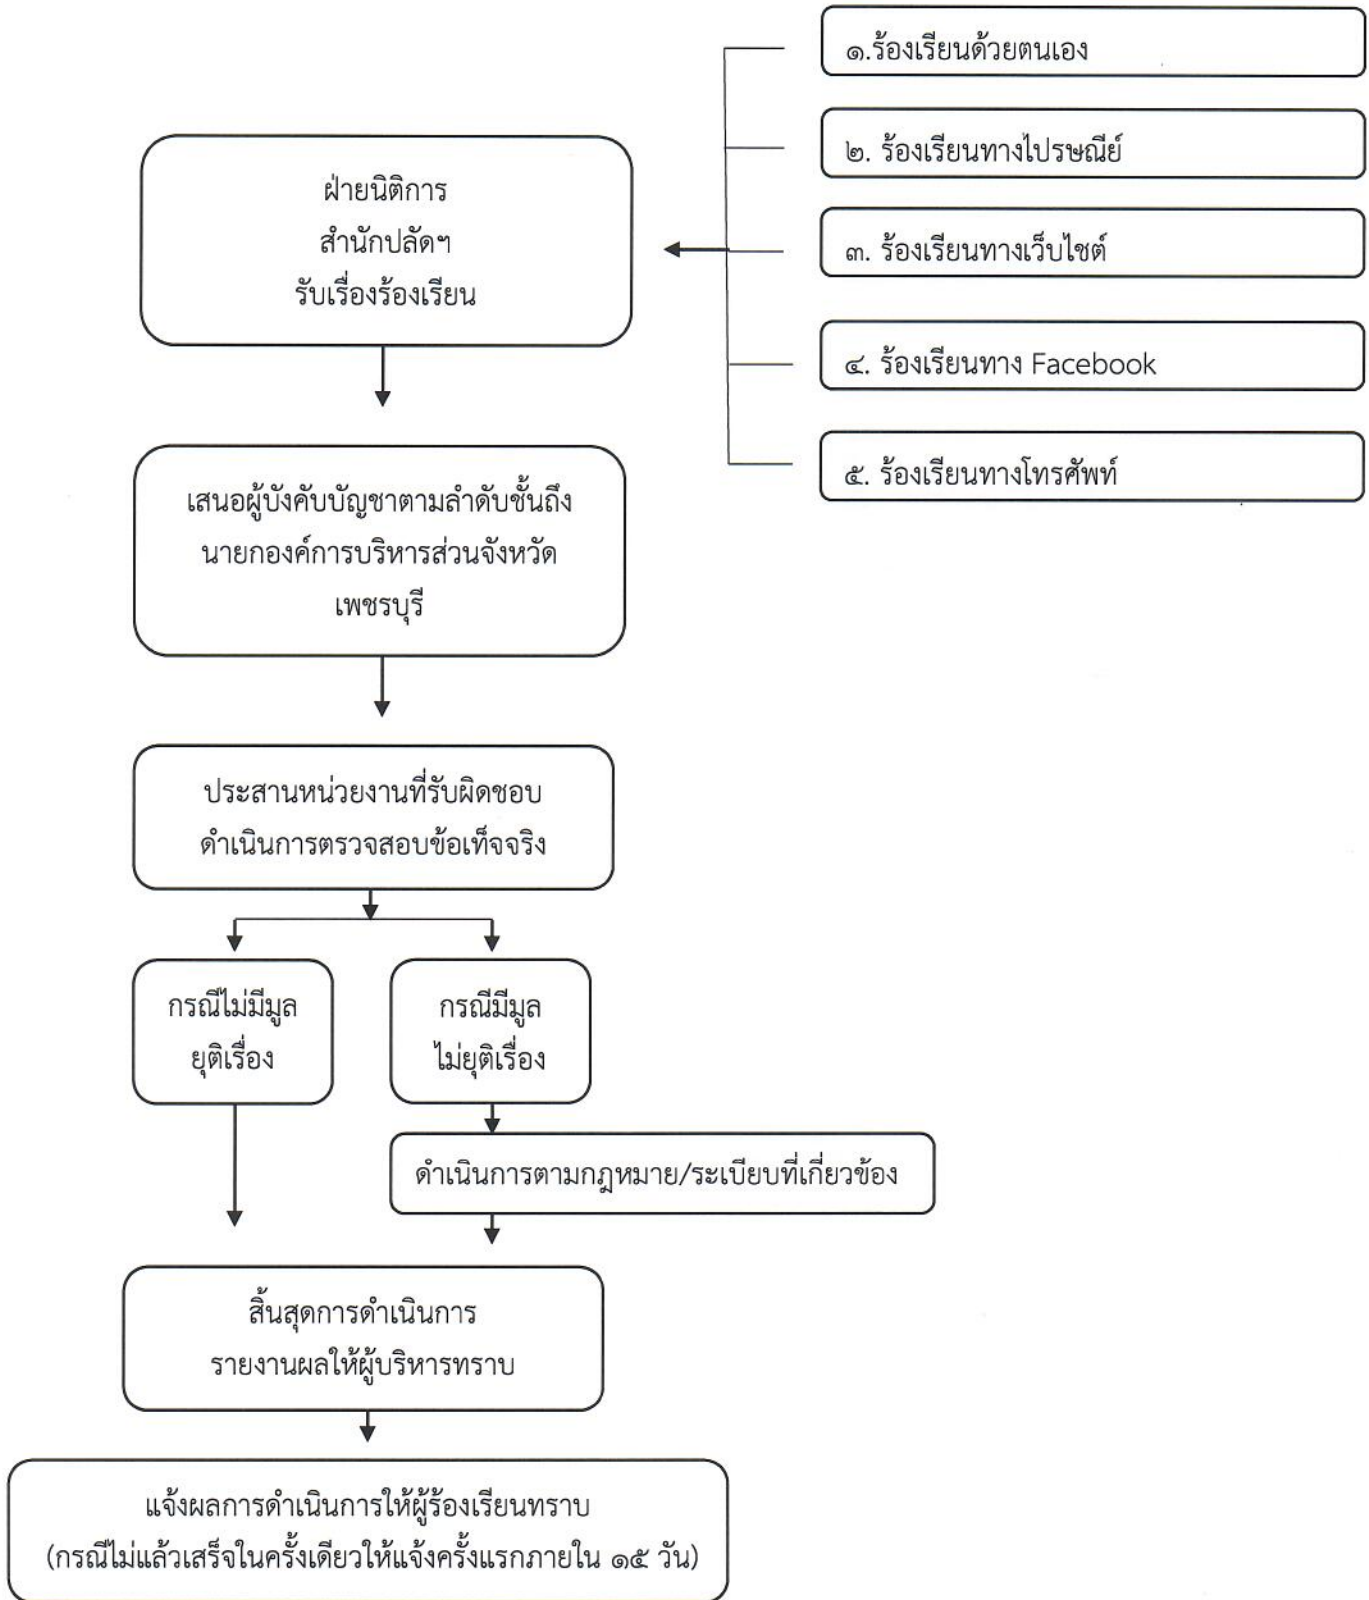 ๑.ร้องเรียนด้วยตนเอง
๒. ร้องเรียนทางไปรษณีย์
๓. ร้องเรียนทางเว็บไซต์
๔. ร้องเรียนทาง Facebook
๕. ร้องเรียนทางโทรศัพท์
ฝ่ายนิติการ
สำนักปลัดฯ
รับเรื่องร้องเรียน
เสนอผู้บังคับบัญชาตามลำดับชั้นถึง
นายกองค์การบริหารส่วนจังหวัด
เพชรบุรี
ประสานหน่วยงานที่รับผิดชอบ
ดำเนินการตรวจสอบข้อเท็จจริง
กรณีไม่มีมูล
ยุติเรื่อง
กรณีมีมูล
ไม่ยุติเรื่อง
ดำเนินการตามกฎหมาย/ระเบียบที่เกี่ยวข้อง
สิ้นสุดการดำเนินการ
รายงานผลให้ผู้บริหารทราบ
แจ้งผลการดำเนินการให้ผู้ร้องเรียนทราบ
(กรณีไม่แล้วเสร็จในครั้งเดียวให้แจ้งครั้งแรกภายใน ๑๕ วัน)